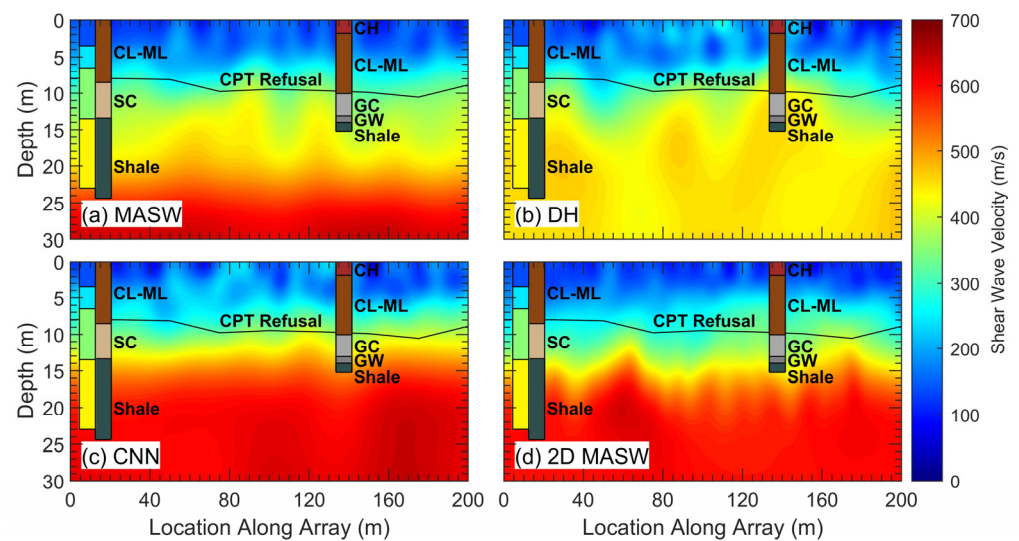 0
5
10
15
20
25
30
Depth (m)
CL-ML
SC
Shale
CPT Refusal
CH
CL-ML
GC
GW
Shale
(a) MASW
CL-ML
SC
Shale
CPT Refusal
CH
CL-ML
GC
GW
Shale
(b) DH
0
5
10
15
20
25
30
Depth (m)
CL-ML
SC
Shale
CPT Refusal
CH
CL-ML
GC
GW
Shale
(c) CNN
0 40 80 120 160 200
Location Along Array (m)
CL-ML
SC
Shale
CPT Refusal
CH
CL-ML
GC
GW
Shale
(d) 2D MASW
0 40 80 120 160 200
Location Along Array (m)
700
600
500
400
300
200
100
0
Shear Wave Velocity (m/s)